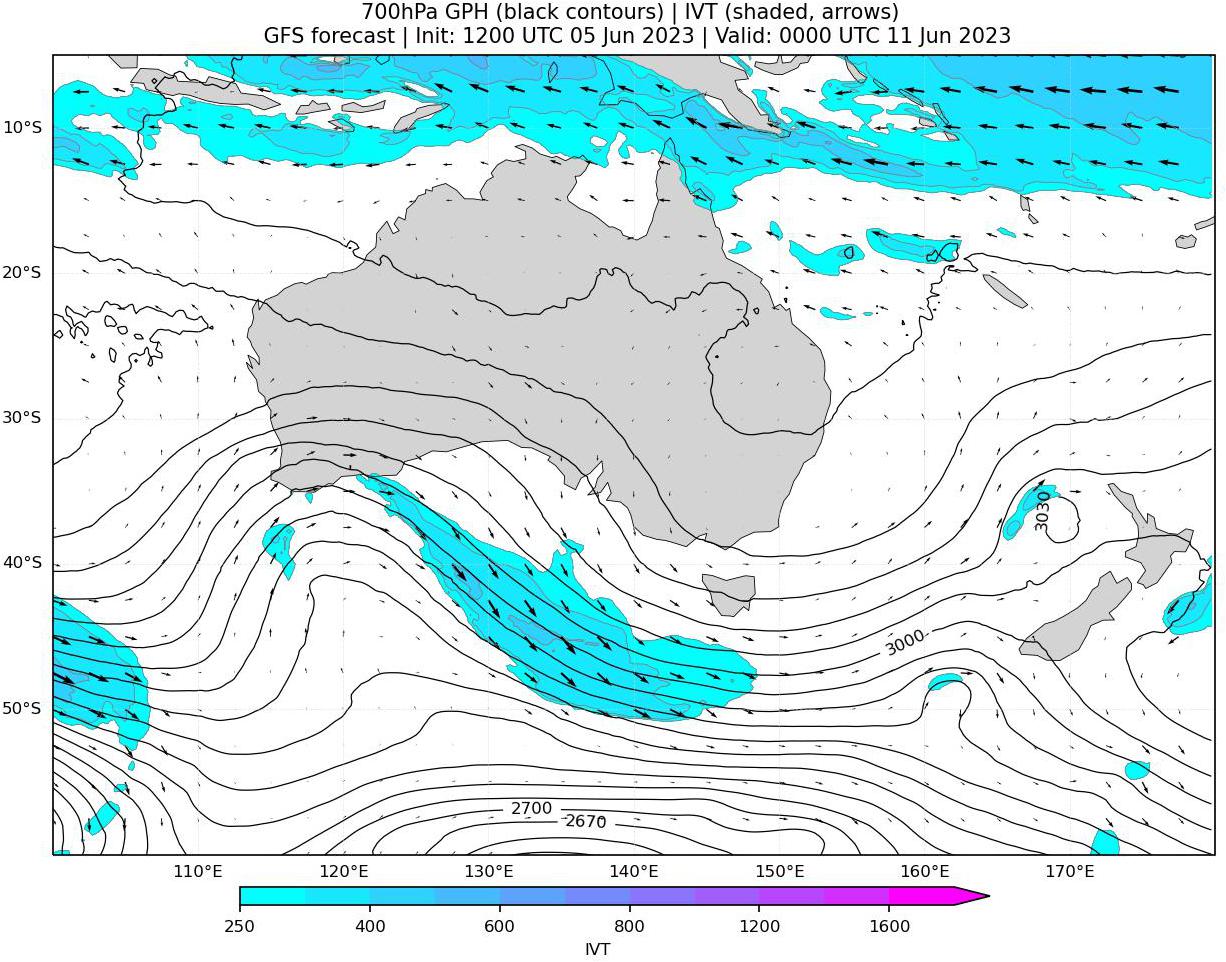 700hPa GPH (black contours) | IVT (shaded, arrows)
GFS forecast | Init: 1200 UTC 05 Jun 2023 | Valid: 0000 UTC 11 Jun 2023
10°S
20°S
30°S
3030
40°S
3000
50°S
2700
2670
110°E 120°E 130°E 140°E 150°E 160°E 170°E
250 400 600 800 1200 1600
IVT